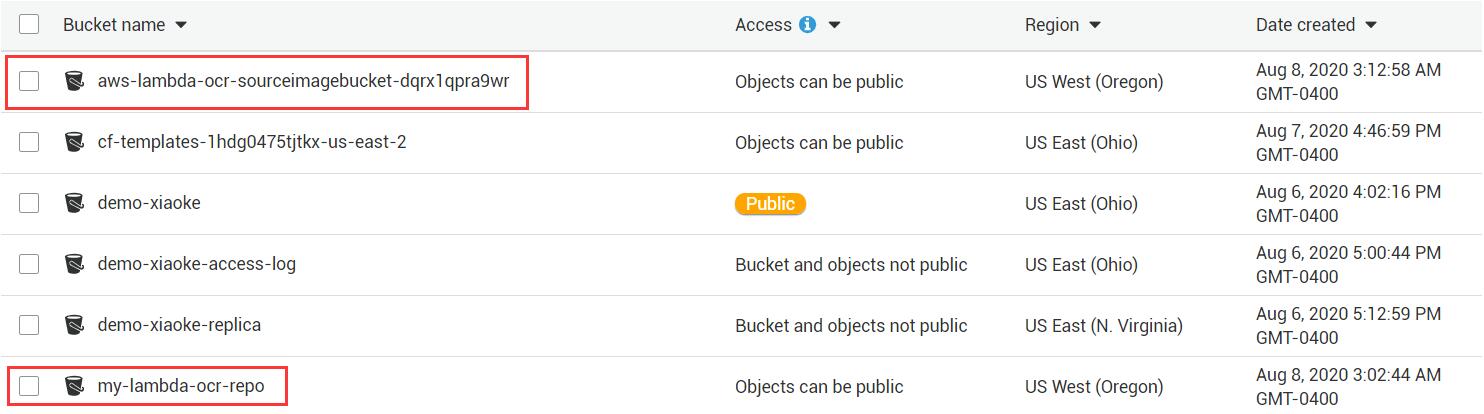 Bucket name Access Region Date created
aws-lambda-ocr-sourceimagebucket-dqrx1qpra9wr Objects can be public US West (Oregon) Aug 8, 2020 3:12:58 AM
GMT-0400
cf-templates-1hdg0475tjtkx-us-east-2 Objects can be public US East (Ohio) Aug 7, 2020 4:46:59 PM
GMT-0400
demo-xiaoke Public US East (Ohio) Aug 6, 2020 4:02:16 PM
GMT-0400
demo-xiaoke-access-log Bucket and objects not public US East (Ohio) Aug 6, 2020 5:00:44 PM
GMT-0400
demo-xiaoke-replica Bucket and objects not public US East (N. Virginia) Aug 6, 2020 5:12:59 PM
GMT-0400
my-lambda-ocr-repo Objects can be public US West (Oregon) Aug 8, 2020 3:02:44 AM
GMT-0400